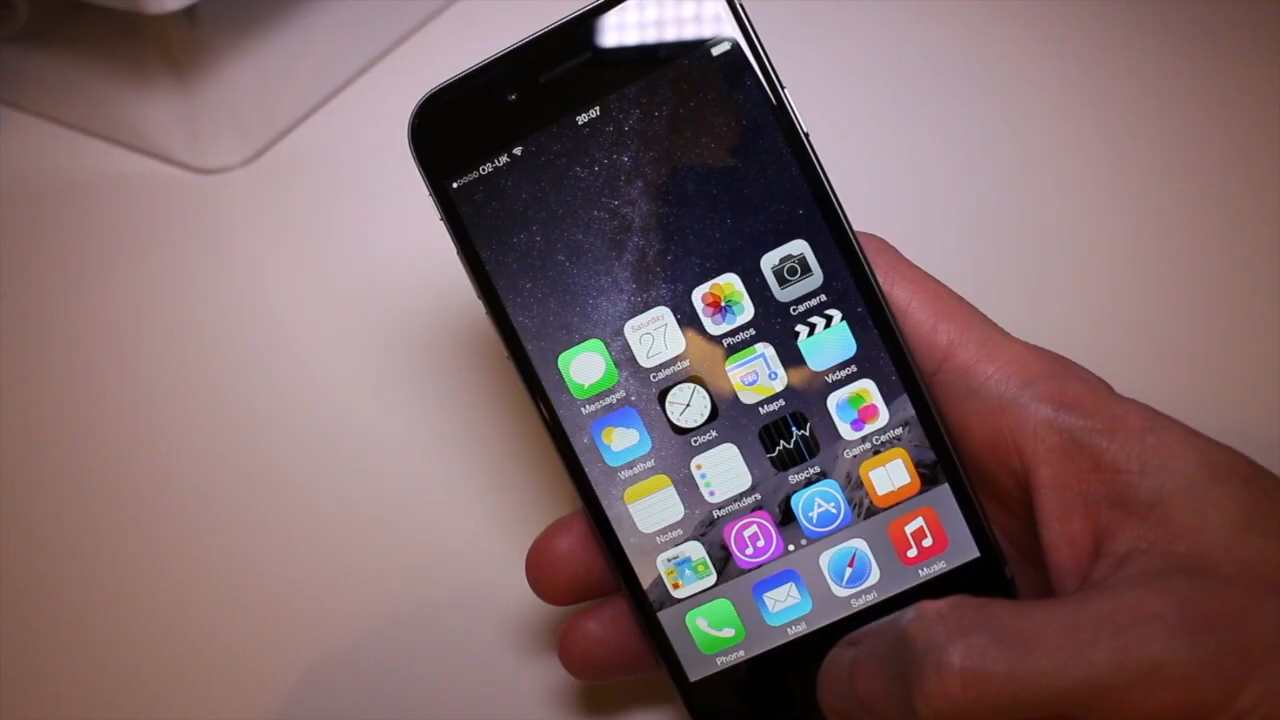 20:07
O2-UK
Messages
Saturday
27
Calendar
Photos
Camera
Weather
Clock
Maps
280
Videos
Notes
Reminders
Stocks
Game Center
Phone
Mail
Safari
Music